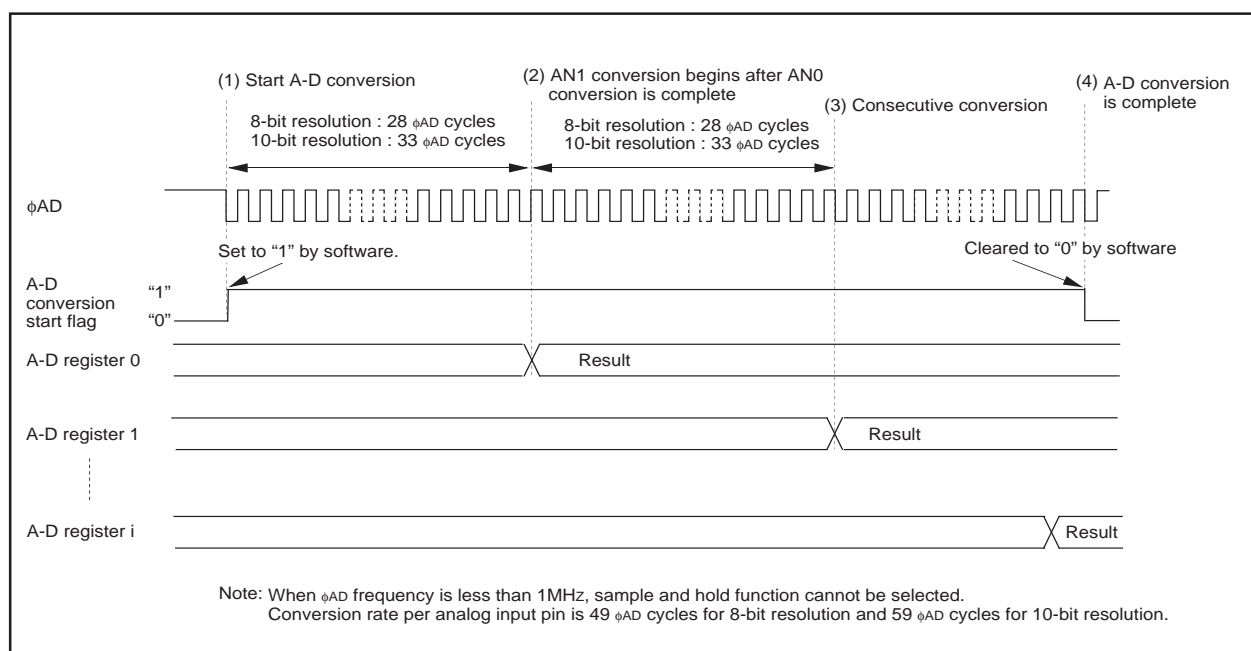 (1) Start A-D conversion
(2) AN1 conversion begins after AN0
conversion is complete
(3) Consecutive conversion
(4) A-D conversion
is complete
8-bit resolution : 28 ϕAD cycles
10-bit resolution : 33 ϕAD cycles
8-bit resolution : 28 ϕAD cycles
10-bit resolution : 33 ϕAD cycles
ϕAD
Set to “1” by software.
Cleared to “0” by software
A-D
conversion
start flag
“1”
“0”
A-D register 0
Result
A-D register 1
Result
A-D register i
Result
Note: When ϕAD frequency is less than 1MHz, sample and hold function cannot be selected.
Conversion rate per analog input pin is 49 ϕAD cycles for 8-bit resolution and 59 ϕAD cycles for 10-bit resolution.